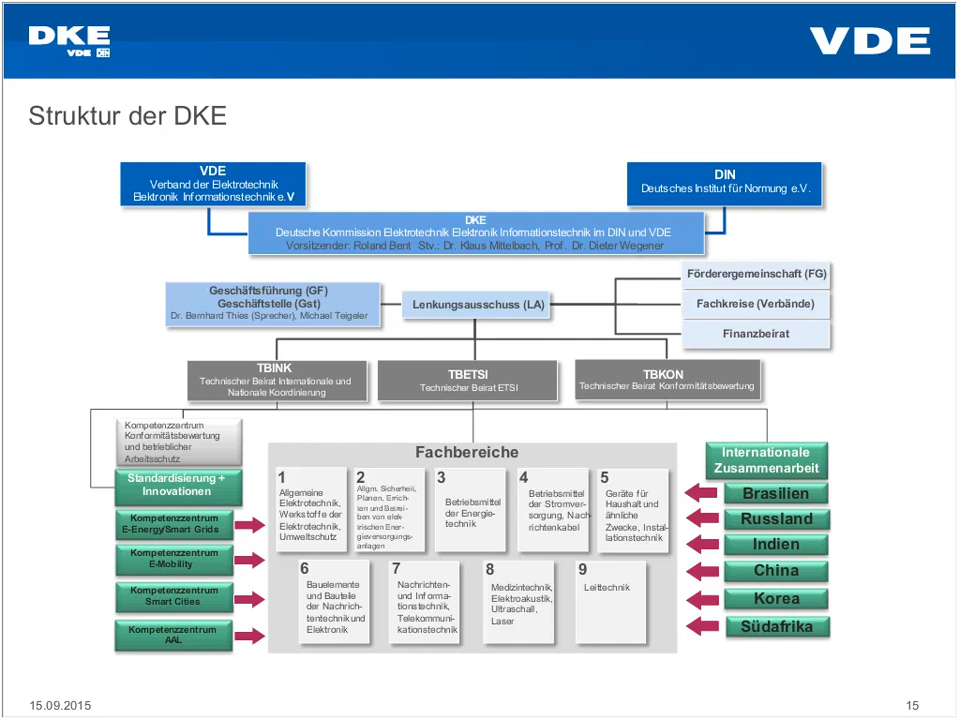 DKE
VDE DIN
VDE
Struktur der DKE
VDE
Verband der Elektrotechnik
Elektronik Informationstechnik e.V
DIN
Deutsches Institut für Normung e.V.
DKE
Deutsche Kommission Elektrotechnik Elektronik Informationstechnik im DIN und VDE
Vorsitzender: Roland Bent Stv.: Dr. Klaus Mittelbach, Prof. Dr. Dieter Wegener
Geschäftsführung (GF)
Geschäftstelle (Gst)
Dr. Bernhard Thies (Sprecher), Michael Teigeler
Lenkungsausschuss (LA)
Förderergemeinschaft (FG)
Fachkreise (Verbände)
Finanzbeirat
TBINK
Technischer Beirat Internationale und
Nationale Koordinierung
TBETSI
Technischer Beirat ETSI
TBKON
Technischer Beirat Konformitätsbewertung
Kompetenzzentrum
Konformitätsbewertung
und betrieblicher
Arbeitsschutz
Standardisierung +
Innovationen
Kompetenzzentrum
E-Energy/Smart Grids
Kompetenzzentrum
E-Mobility
Kompetenzzentrum
Smart Cities
Kompetenzzentrum
AAL
Fachbereiche
1
Allgemeine
Elektrotechnik,
Werkstoffe der
Elektrotechnik,
Umweltschutz
2
Allgm. Sicherheit,
Planen, Errich-
ten und Betrei-
ben von elek-
trischen Ener-
gieversorgungs-
anlagen
3
Betriebsmittel
der Energie-
technik
4
Betriebsmittel
der Stromver-
sorgung, Nach-
richtenkabel
5
Geräte für
Haushalt und
ähnliche
Zwecke, Instal-
lationstechnik
6
Bauelemente
und Bauteile
der Nachrich-
tentechnik und
Elektronik
7
Nachrichten-
und Informa-
tionstechnik,
Telekommuni-
kationstechnik
8
Medizintechnik,
Elektroakustik,
Ultraschall,
Laser
9
Leittechnik
Internationale
Zusammenarbeit
Brasilien
Russland
Indien
China
Korea
Südafrika
15.09.2015
15